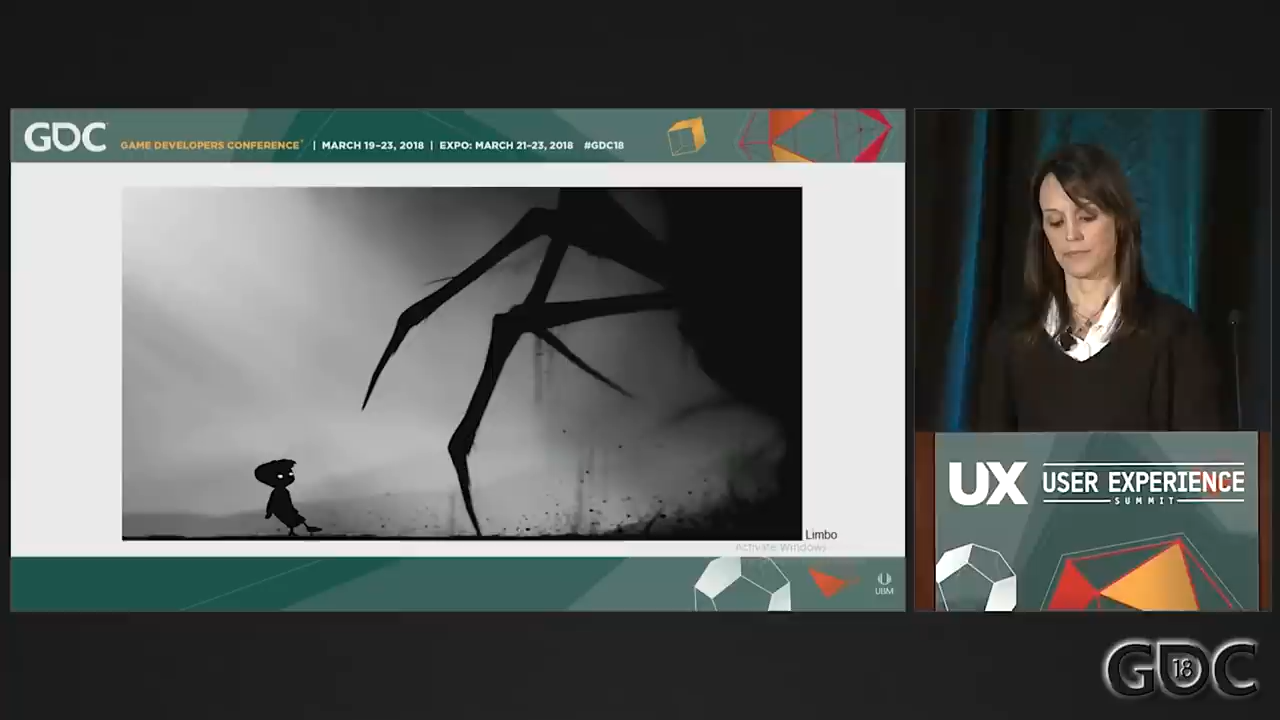 GDC GAME DEVELOPERS CONFERENCE | MARCH 19–23, 2018 | EXPO: MARCH 21–23, 2018 #GDC18
Limbo
Activate Windows
UBM
UX USER EXPERIENCE
SUMMIT
GDC 18